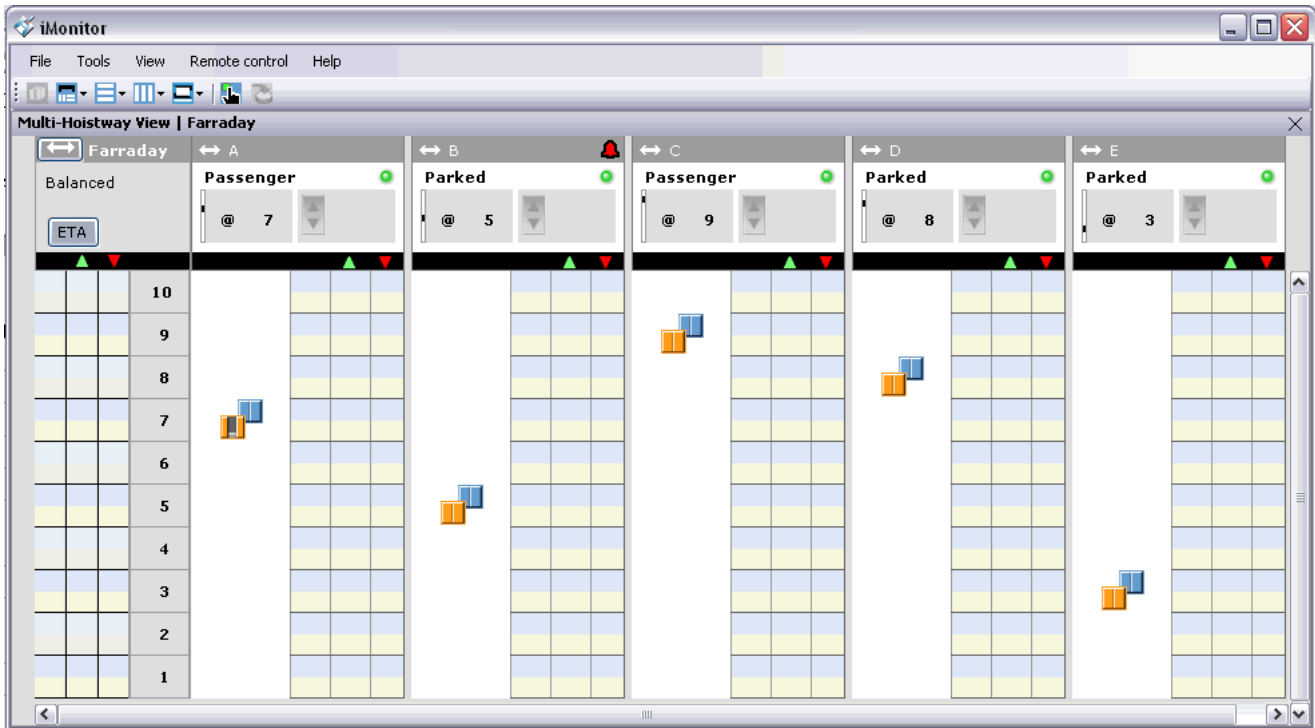 iMonitor
File Tools View Remote control Help
Multi-Hoistway View | Farraday
Farraday A B C D E
Balanced Passenger Parked Passenger Parked Parked
@ 7 @ 5 @ 9 @ 8 @ 3
ETA
10
9
8
7
6
5
4
3
2
1